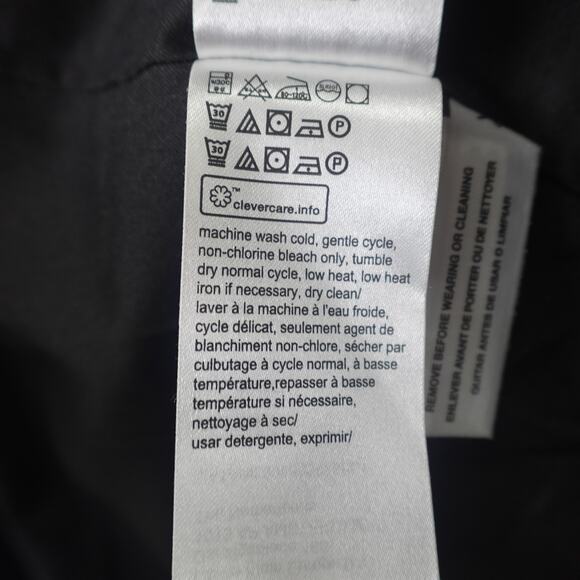 30
P
30
P
™
clevercare.info
machine wash cold, gentle cycle,
non-chlorine bleach only, tumble
dry normal cycle, low heat, low heat
iron if necessary, dry clean/
laver à la machine à l'eau froide,
cycle délicat, seulement agent de
blanchiment non-chlore, sécher par
culbutage à cycle normal, à basse
température,repasser à basse
température si nécessaire,
nettoyage à sec/
usar detergente, exprimir/
REMOVE BEFORE WEARING OR CLEANING
ENLEVER AVANT DE PORTER OU DE NETTOYER
QUITAR ANTES DE USAR O LIMPIAR